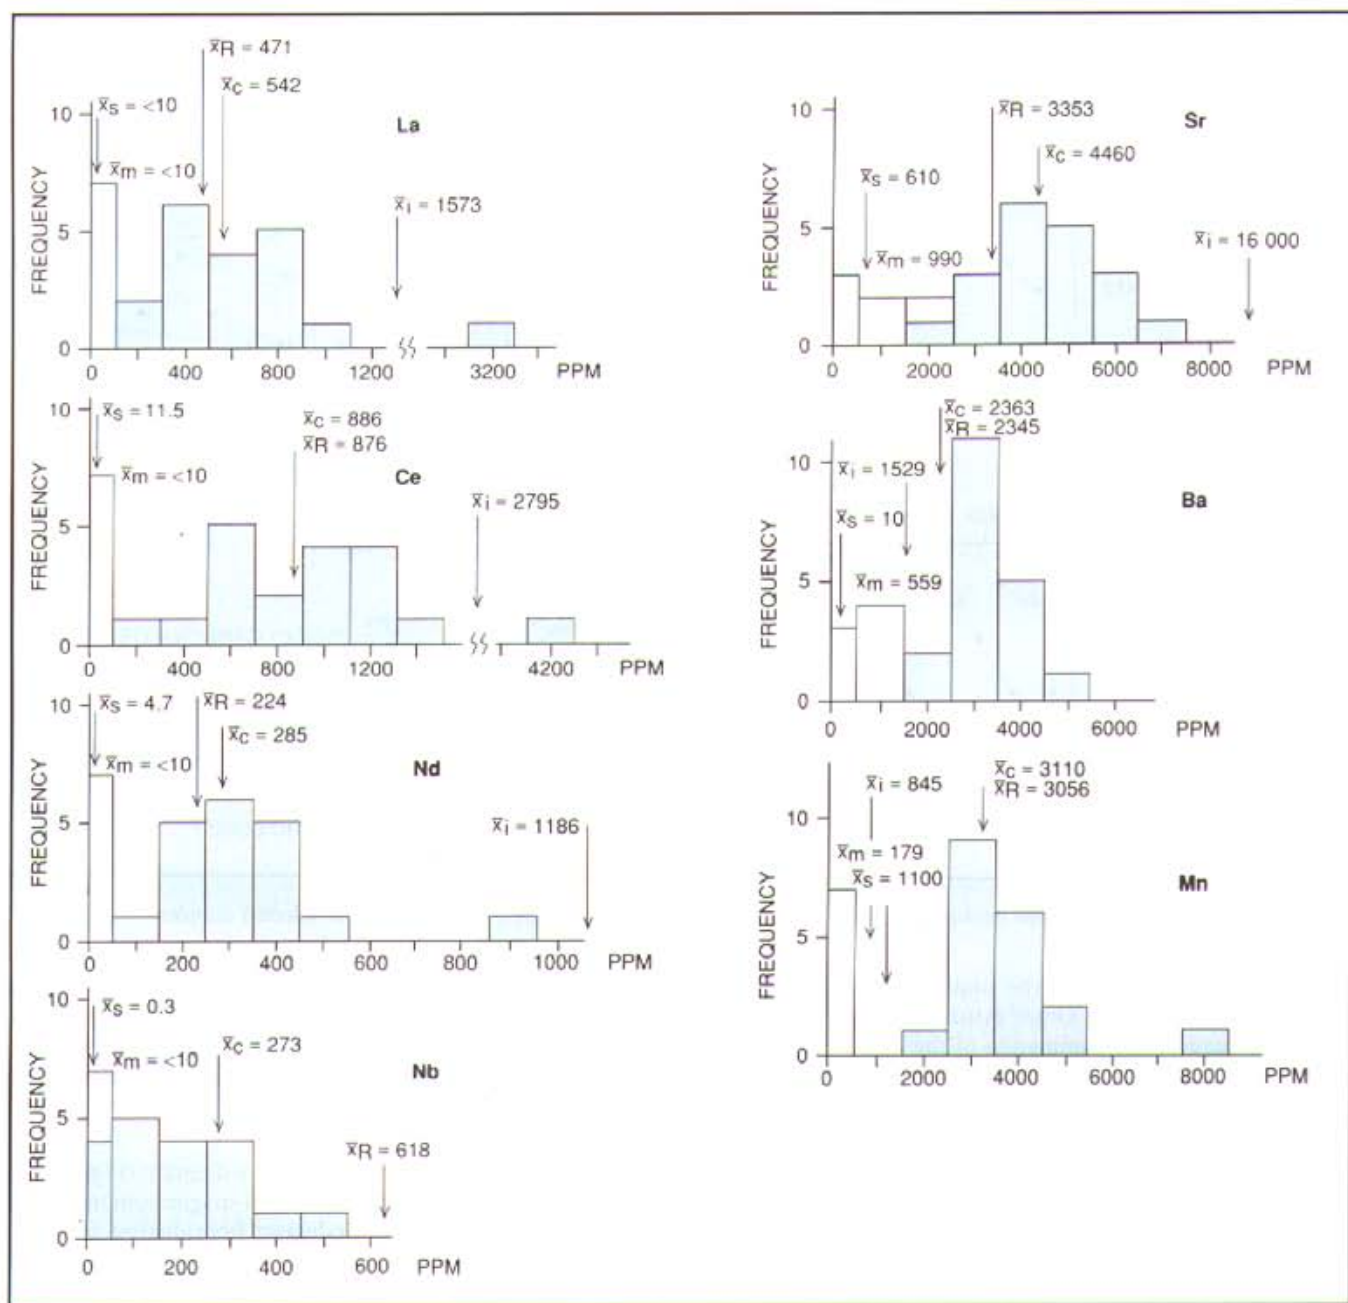 x̄R = 471
x̄c = 542
x̄s = <10
x̄m = <10
La
x̄i = 1573
FREQUENCY
10
5
0
0 400 800 1200 3200 PPM
x̄s = 11.5
x̄c = 886
x̄R = 876
x̄m = <10
Ce
x̄i = 2795
FREQUENCY
10
5
0
0 400 800 1200 4200 PPM
x̄s = 4.7
x̄R = 224
x̄c = 285
x̄m = <10
Nd
x̄i = 1186
FREQUENCY
10
5
0
0 200 400 600 800 1000 PPM
x̄s = 0.3
x̄c = 273
x̄m = <10
Nb
x̄R = 618
FREQUENCY
10
5
0
0 200 400 600 PPM
x̄R = 3353
Sr
x̄c = 4460
x̄s = 610
x̄m = 990
x̄i = 16 000
FREQUENCY
10
5
0
0 2000 4000 6000 8000 PPM
x̄c = 2363
x̄R = 2345
x̄i = 1529
Ba
x̄s = 10
x̄m = 559
FREQUENCY
10
5
0
0 2000 4000 6000 PPM
x̄c = 3110
x̄i = 845
x̄R = 3056
x̄m = 179
x̄s = 1100
Mn
FREQUENCY
10
5
0
0 2000 4000 6000 8000 PPM